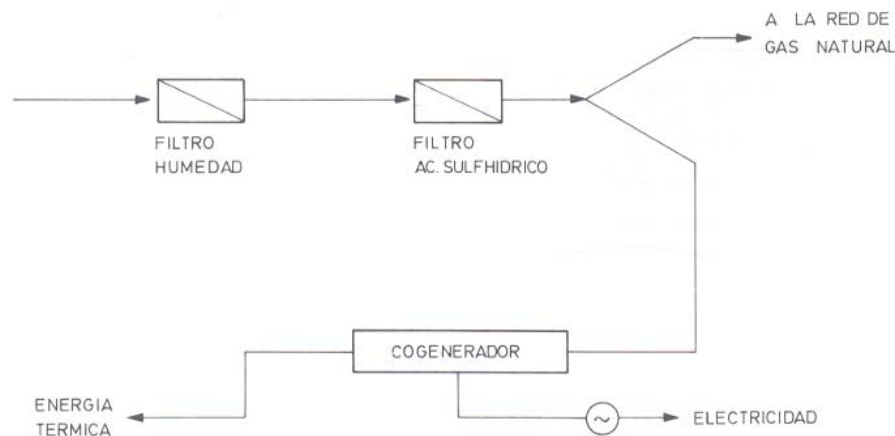 A LA RED DE
GAS NATURAL
FILTRO
HUMEDAD
FILTRO
AC. SULFHIDRICO
COGENERADOR
ENERGIA
TERMICA
~
ELECTRICIDAD